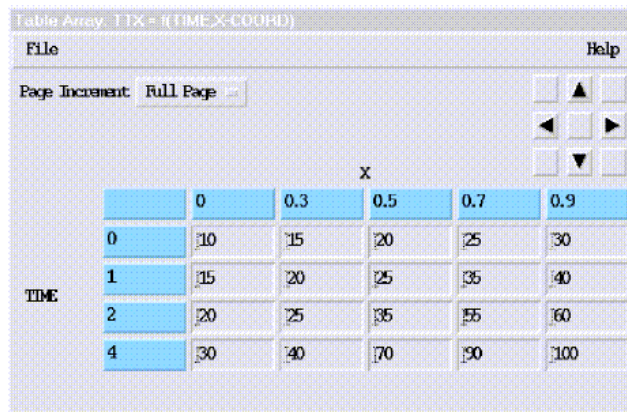 Table Array: TTX = f(TIME,X-COORD)
File Help
Page Increment Full Page
X
0 0.3 0.5 0.7 0.9
0 10 15 20 25 30
1 15 20 25 35 40
TIME
2 20 25 35 55 60
4 30 40 70 90 100